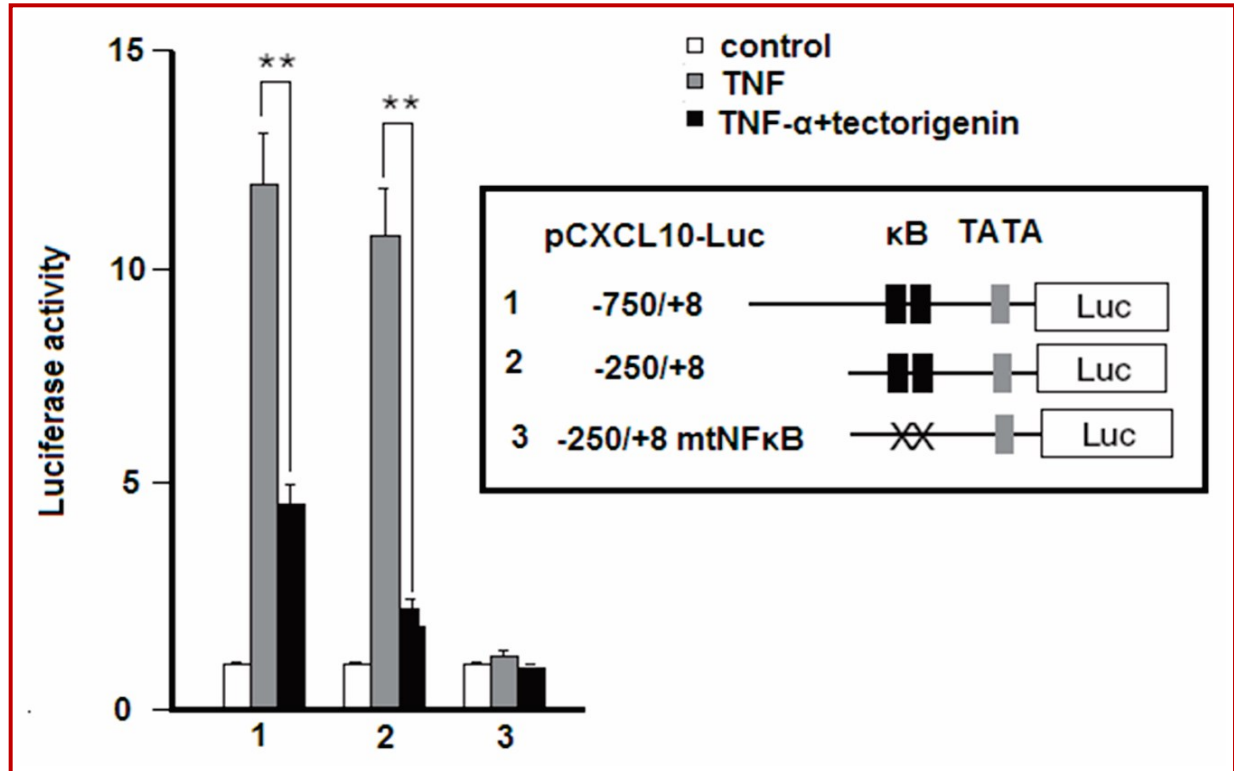 15
10
5
0
Luciferase activity
**
**
1
2
3
control
TNF
TNF-α+tectorigenin
pCXCL10-Luc κB TATA
1 -750/+8 Luc
2 -250/+8 Luc
3 -250/+8 mtNFκB XX Luc